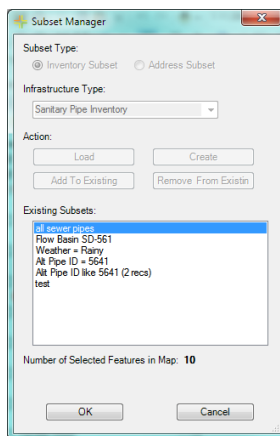 Subset Manager
Subset Type:
Inventory Subset Address Subset
Infrastructure Type:
Sanitary Pipe Inventory
Action:
Load Create
Add To Existing Remove From Existin
Existing Subsets:
all sewer pipes
Flow Basin SD-561
Weather = Rainy
Alt Pipe ID = 5641
Alit Pipe ID like 5641 (2 recs)
test
Number of Selected Features in Map: 10
OK Cancel